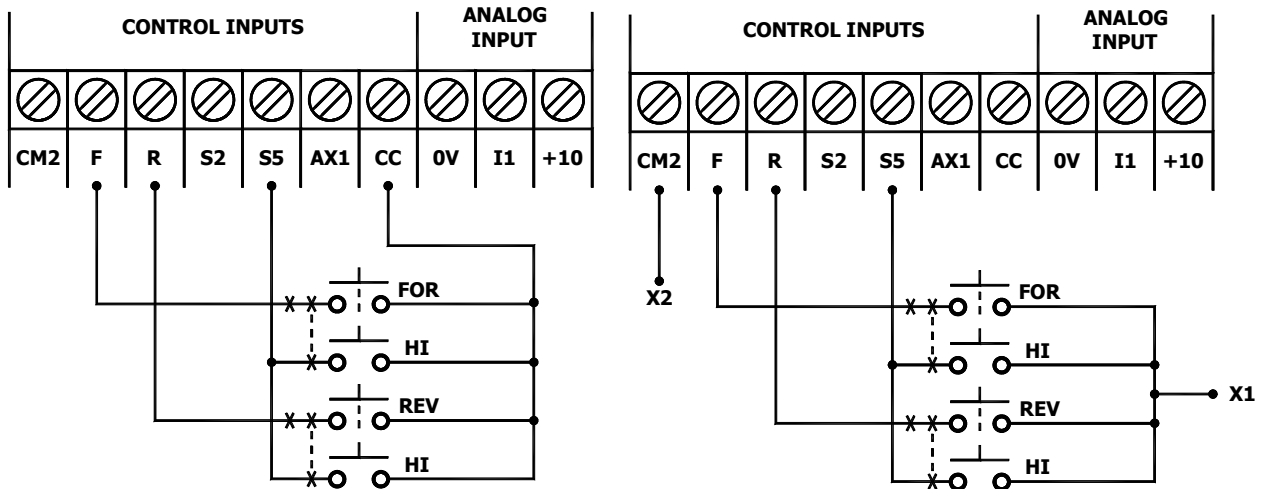 CONTROL INPUTS
ANALOG
INPUT
CM2 F R S2 S5 AX1 CC 0V I1 +10
FOR
HI
REV
HI
CONTROL INPUTS
ANALOG
INPUT
CM2 F R S2 S5 AX1 CC 0V I1 +10
X2
FOR
HI
REV
X1
HI